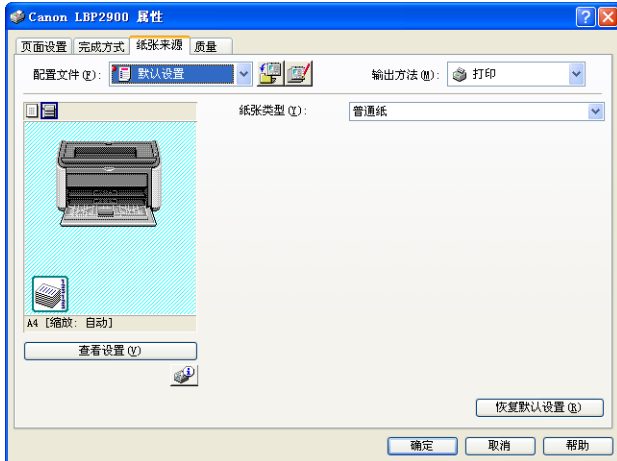 Canon LBP2900 属性
页面设置 完成方式 纸张来源 质量
配置文件(F): 默认设置 输出方法(M): 打印
纸张类型(Y): 普通纸
A4 [缩放: 自动]
查看设置(V)
恢复默认设置(R)
确定 取消 帮助